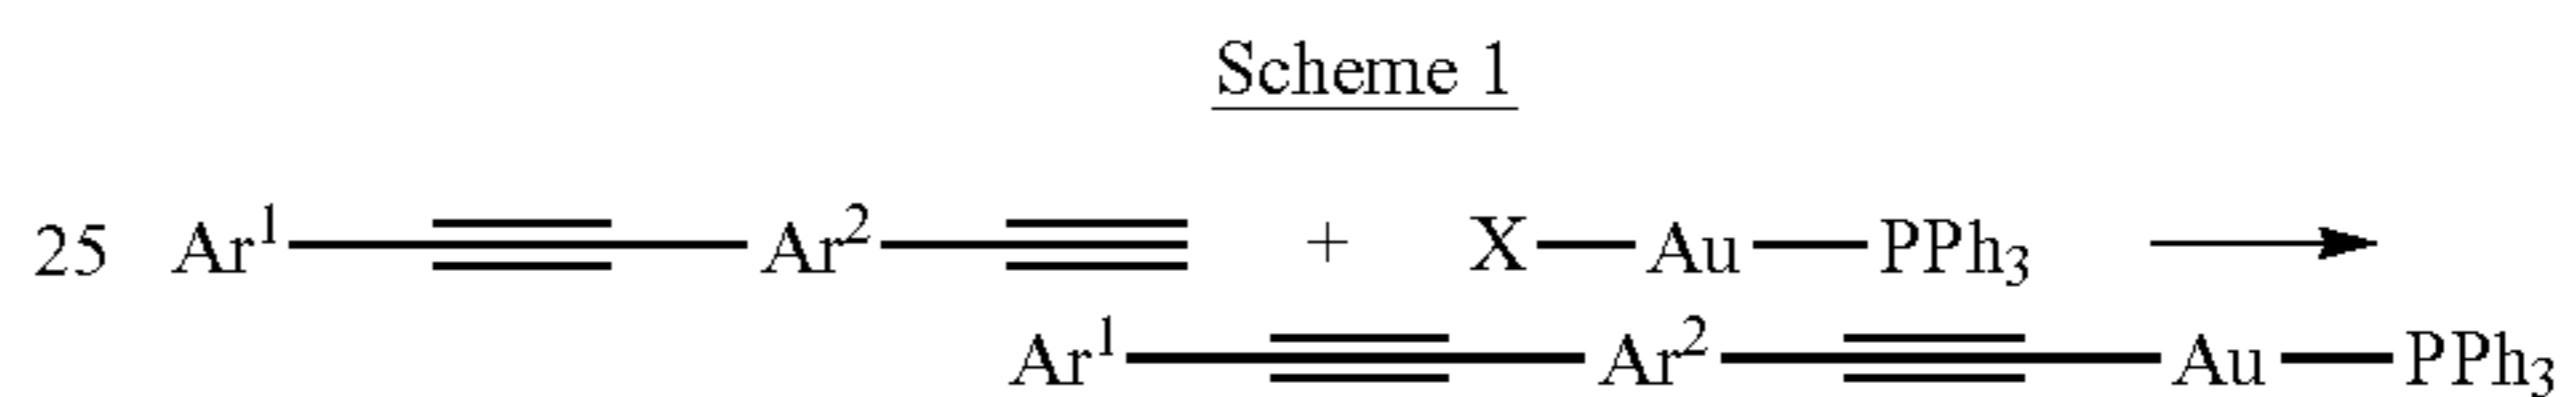 Scheme 1
25 Ar¹ Ar² + X Au PPh₃
Ar¹ Ar² Au PPh₃